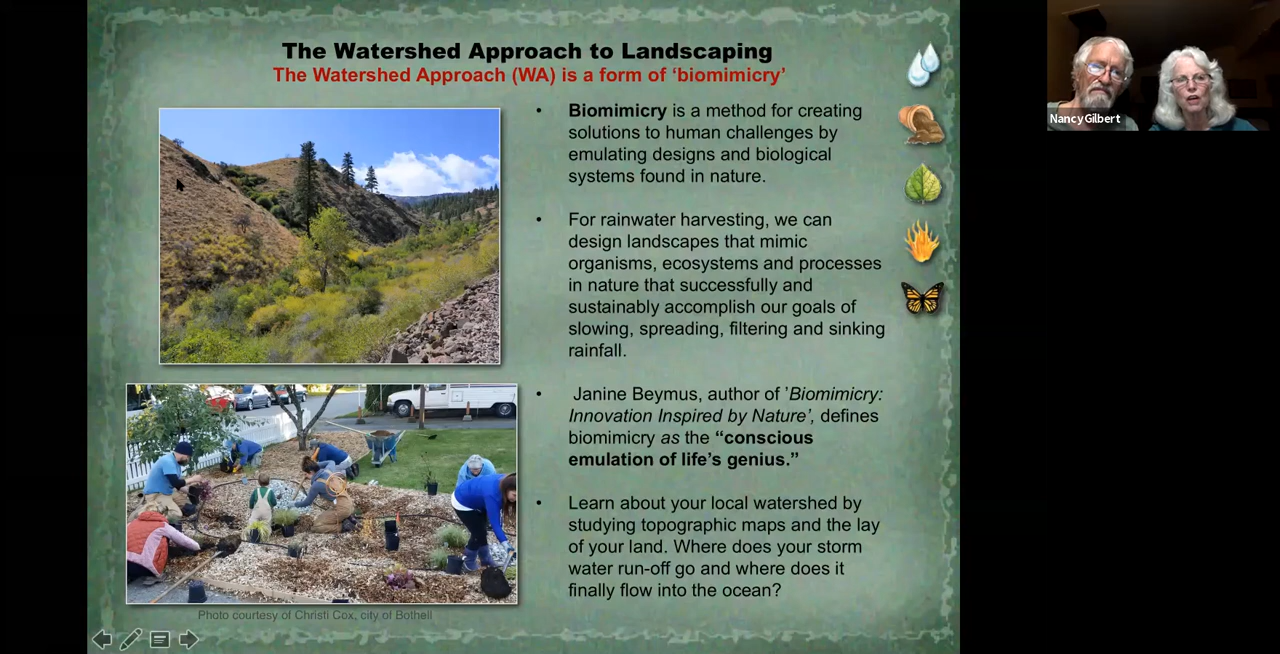 The Watershed Approach to Landscaping
The Watershed Approach (WA) is a form of ‘biomimicry’
• Biomimicry is a method for creating
solutions to human challenges by
emulating designs and biological
systems found in nature.
• For rainwater harvesting, we can
design landscapes that mimic
organisms, ecosystems and processes
in nature that successfully and
sustainably accomplish our goals of
slowing, spreading, filtering and sinking
rainfall.
• Janine Beymus, author of ’Biomimicry:
Innovation Inspired by Nature’, defines
biomimicry as the “conscious
emulation of life’s genius.”
• Learn about your local watershed by
studying topographic maps and the lay
of your land. Where does your storm
water run-off go and where does it
finally flow into the ocean?
Photo courtesy of Christi Cox, city of Bothell
Nancy Gilbert